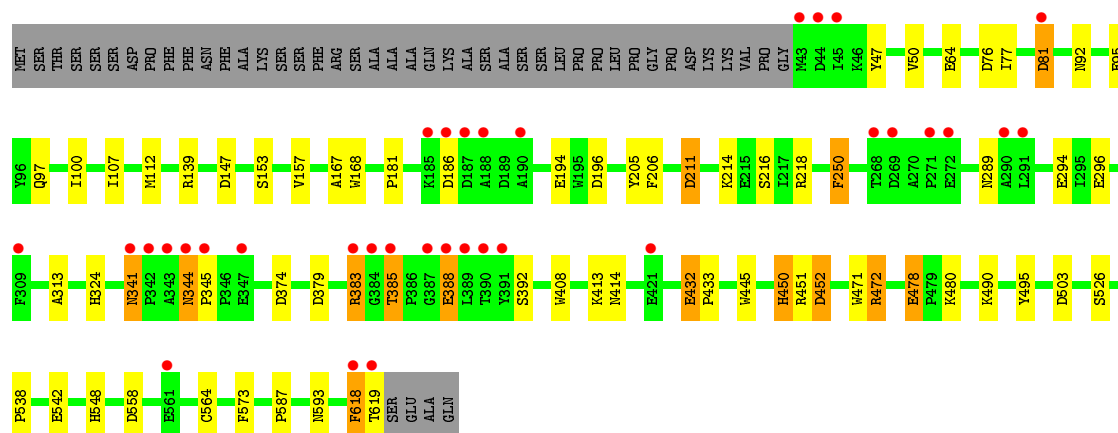 MET SER THR SER SER SER ASP PRO PHE PHE ASN PHE ALA LYS SER SER PHE ARG SER ALA ALA ALA GLN LYS ALA SER ALA SER SER LEU PRO PRO LEU PRO PRO GLY PRO PRO ASP LYS LYS VAL PRO GLY M43 D44 I45 K46 Y47 V50 E64 D76 I77 D81 N92
Y96 Q97 I100 I107 M112 R139 D147 S153 V157 A167 W168 P181 K185 D186 D187 A188 D189 A190 E194 W195 D196 Y205 F206 D211 K214 E215 S216 I217 R218 F250 T268 D269 A270 P271 E272 N289 A290 L291 E294 I295 E296
F309 A313 H324 N341 P342 A343 N344 P345 P346 E347 D374 D379 R383 G384 T385 P386 G387 E388 L389 T390 Y391 S392 W408 K413 N414 E421 E432 P433 W445 H450 R451 D452 W471 R472 E478 P479 K480 K490 Y495 D503 S526
P538 E542 H548 D558 E561 C564 F573 P587 N593 F618 T619 SER GLU ALA GLN